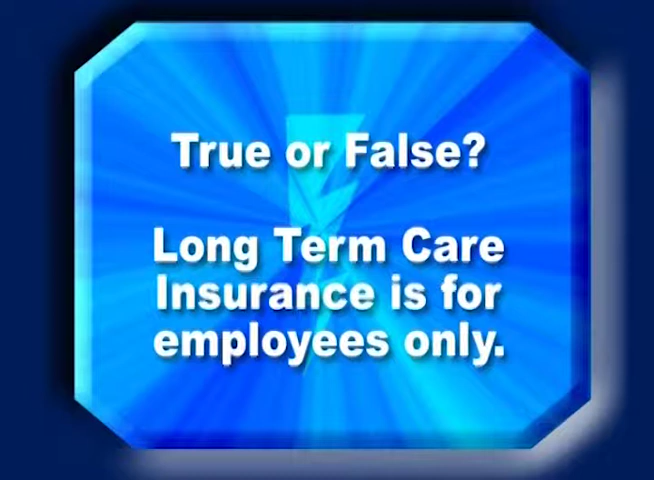 True or False?
Long Term Care
Insurance is for
employees only.